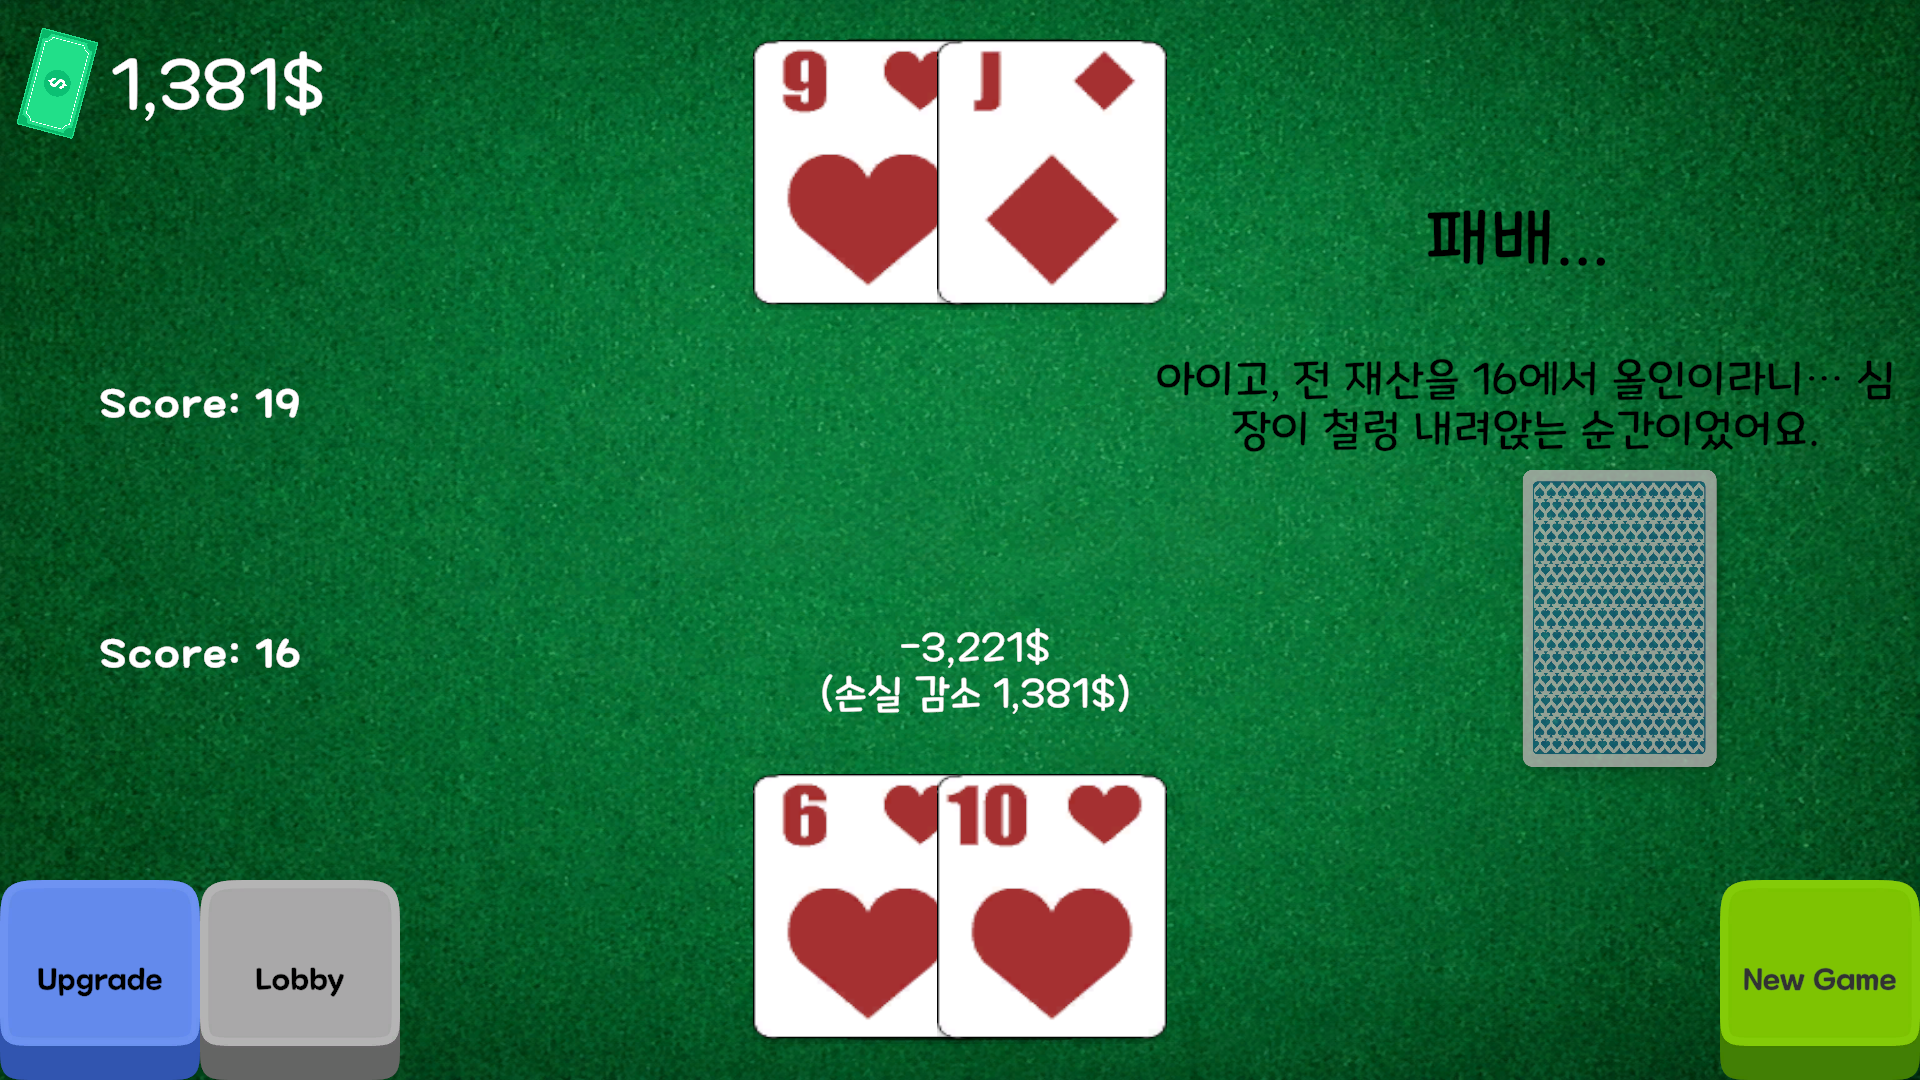 1,381$
9
J
패배...
아이고, 전 재산을 16에서 올인이라니… 심
장이 철렁 내려앉는 순간이었어요.
Score: 19
Score: 16
-3,221$
(손실 감소 1,381$)
6
10
Upgrade
Lobby
New Game